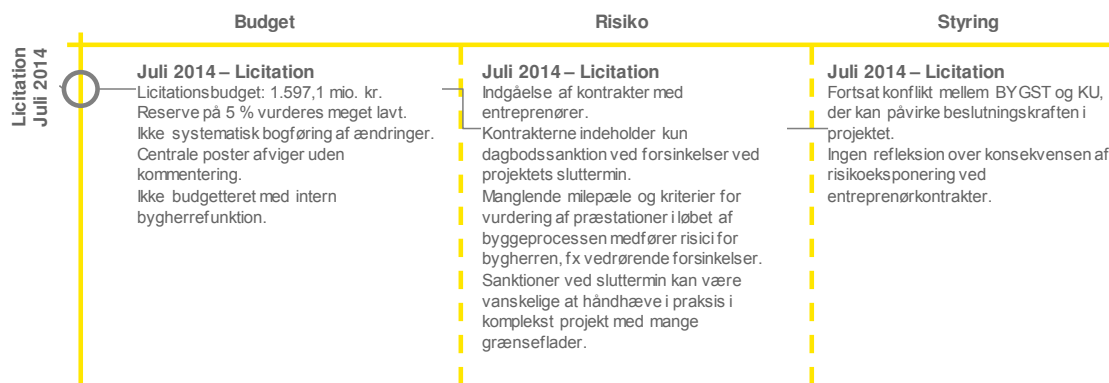 Budget
Risiko
Styring
Licitation
Juli 2014
Juli 2014 – Licitation
Licitationsbudget: 1.597,1 mio. kr.
Reserve på 5 % vurderes meget lavt.
Ikke systematisk bogføring af ændringer.
Centrale poster afviger uden
kommentering.
Ikke budgetteret med intern
bygherrefunktion.
Juli 2014 – Licitation
Indgåelse af kontrakter med
entreprenører.
Kontrakterne indeholder kun
dagbodssanktion ved forsinkelser ved
projektets sluttermin.
Manglende milepæle og kriterier for
vurdering af præstationer i løbet af
byggeprocessen medfører risici for
bygherren, fx vedrørende forsinkelser.
Sanktioner ved sluttermin kan være
vanskelige at håndhæve i praksis i
komplekst projekt med mange
grænseflader.
Juli 2014 – Licitation
Fortsat konflikt mellem BYGST og KU,
der kan påvirke beslutningskraften i
projektet.
Ingen refleksion over konsekvensen af
risikoeksponering ved
entreprenørkontrakter.